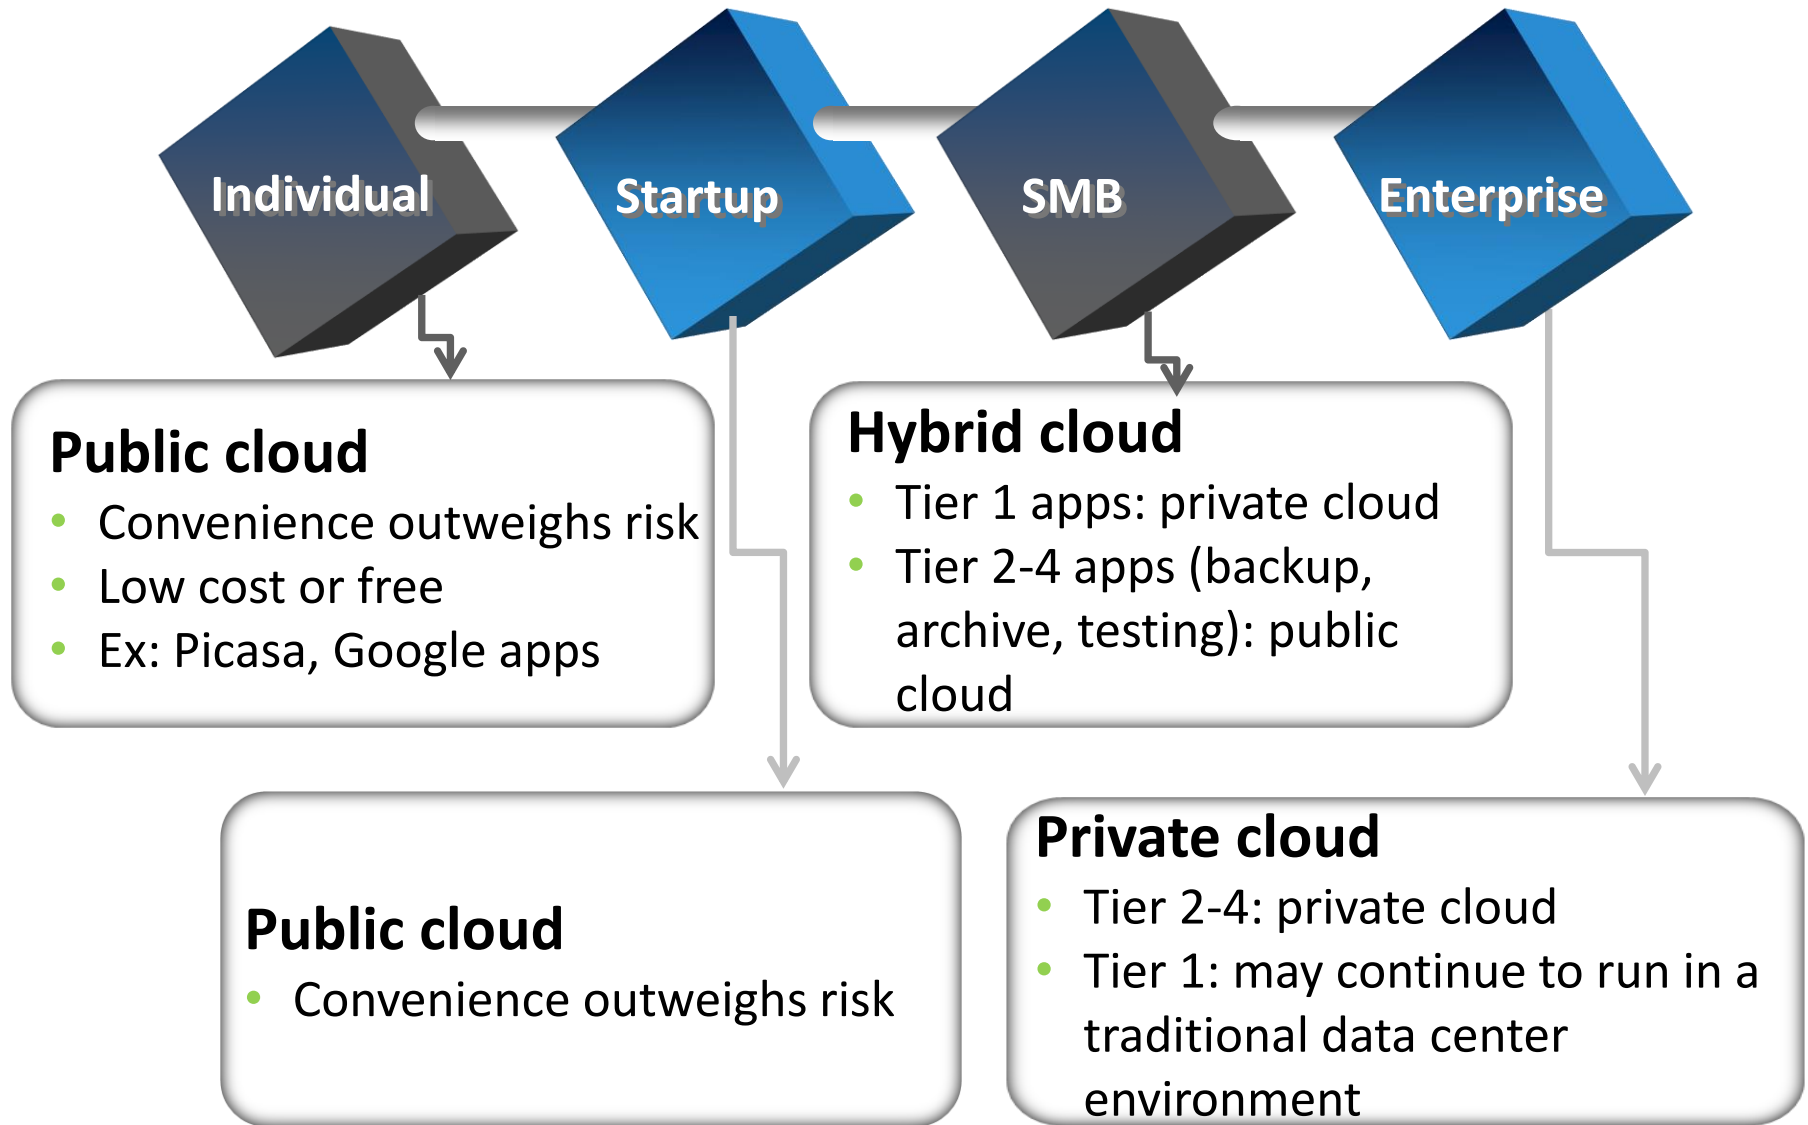 Individual
Startup
SMB
Enterprise
Public cloud
• Convenience outweighs risk
• Low cost or free
• Ex: Picasa, Google apps
Hybrid cloud
• Tier 1 apps: private cloud
• Tier 2-4 apps (backup,
archive, testing): public
cloud
Public cloud
• Convenience outweighs risk
Private cloud
• Tier 2-4: private cloud
• Tier 1: may continue to run in a
traditional data center
environment